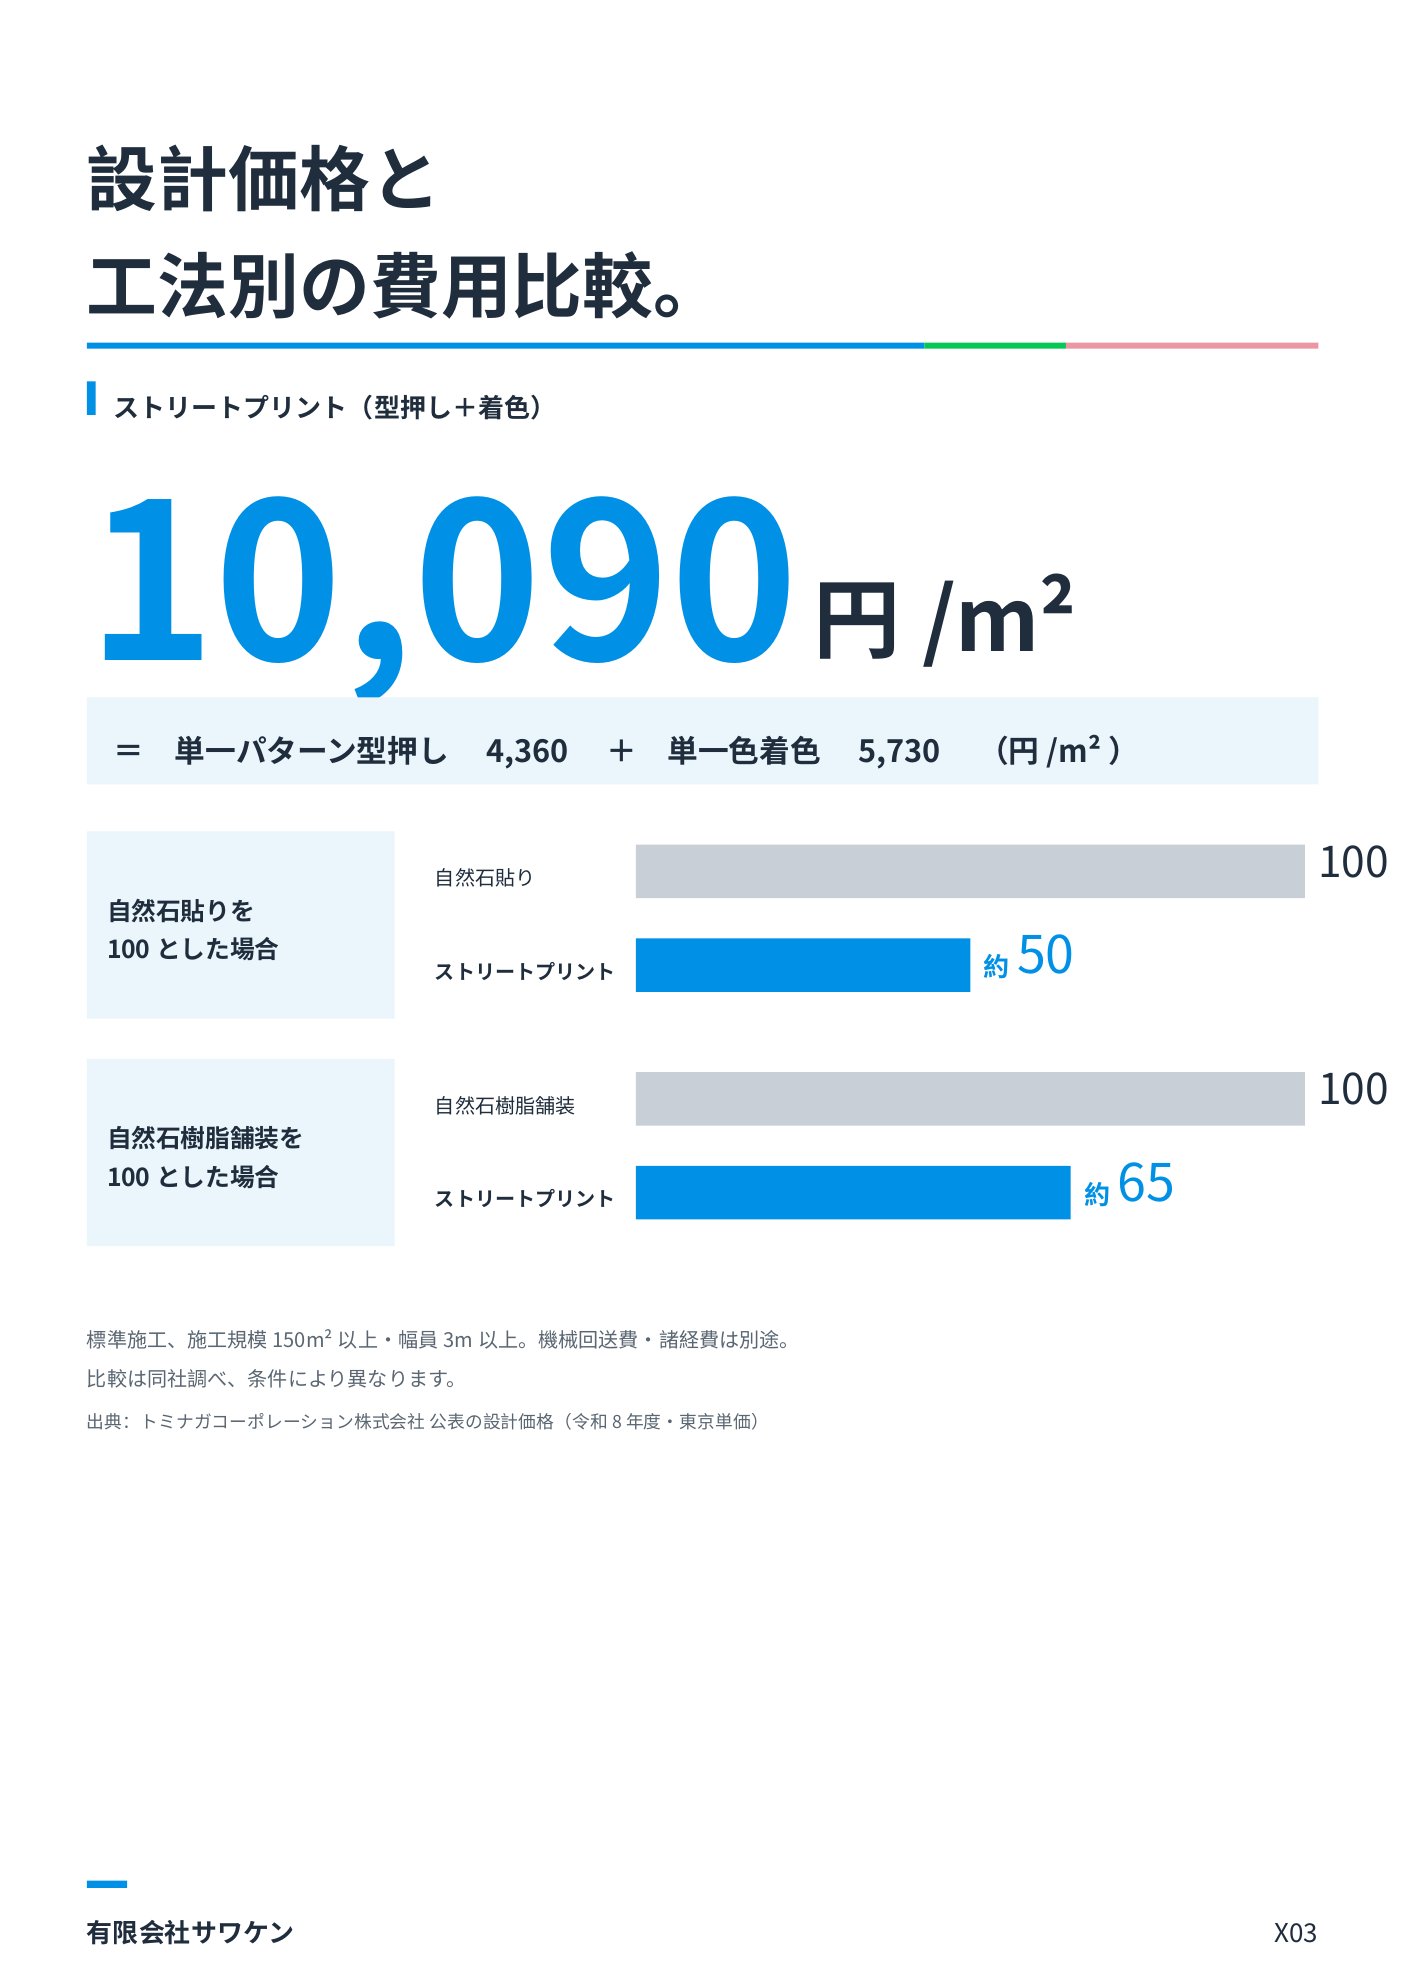 設計価格と
工法別の費用比較。
ストリートプリント（型押し＋着色）
10,090 円 /m²
＝ 単一パターン型押し 4,360 ＋ 単一色着色 5,730 （円 /m² ）
自然石貼りを
100 とした場合
自然石貼り 100
ストリートプリント 約 50
自然石樹脂舗装を
100 とした場合
自然石樹脂舗装 100
ストリートプリント 約 65
標準施工、施工規模 150m² 以上・幅員 3m 以上。機械回送費・諸経費は別途。
比較は同社調べ、条件により異なります。
出典：トミナガコーポレーション株式会社 公表の設計価格（令和 8 年度・東京単価）
有限会社サワケン
X03